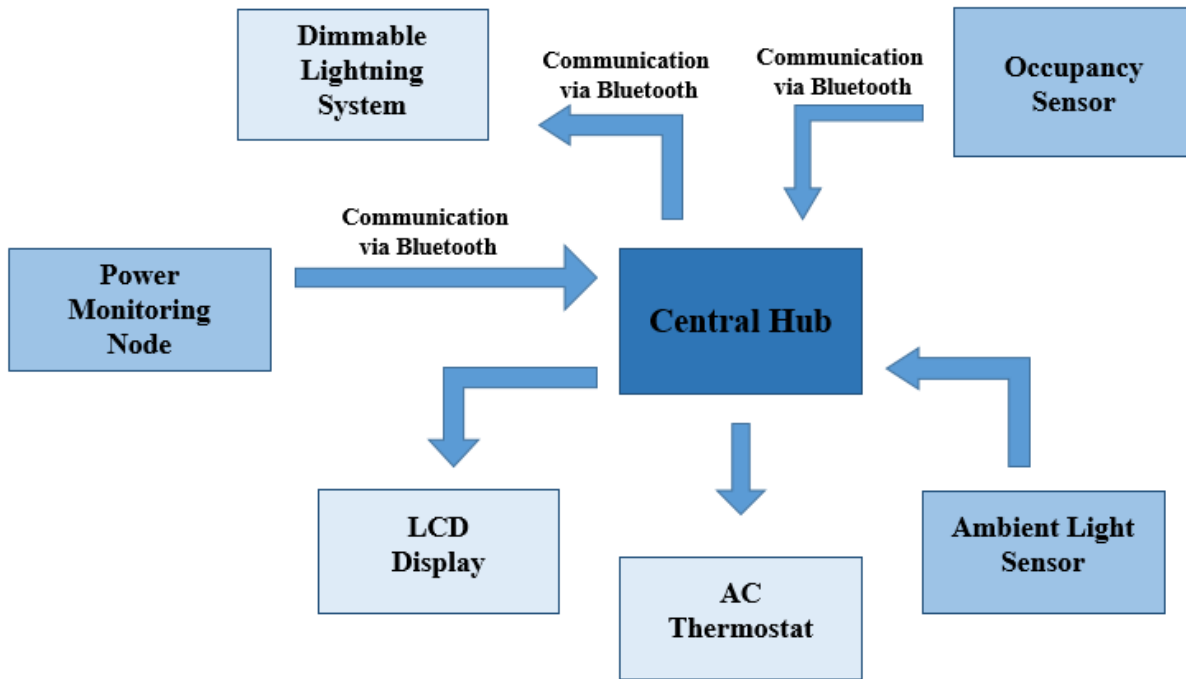 Dimmable
Lightning
System
Communication
via Bluetooth
Communication
via Bluetooth
Occupancy
Sensor
Communication
via Bluetooth
Power
Monitoring
Node
Central Hub
LCD
Display
AC
Thermostat
Ambient Light
Sensor